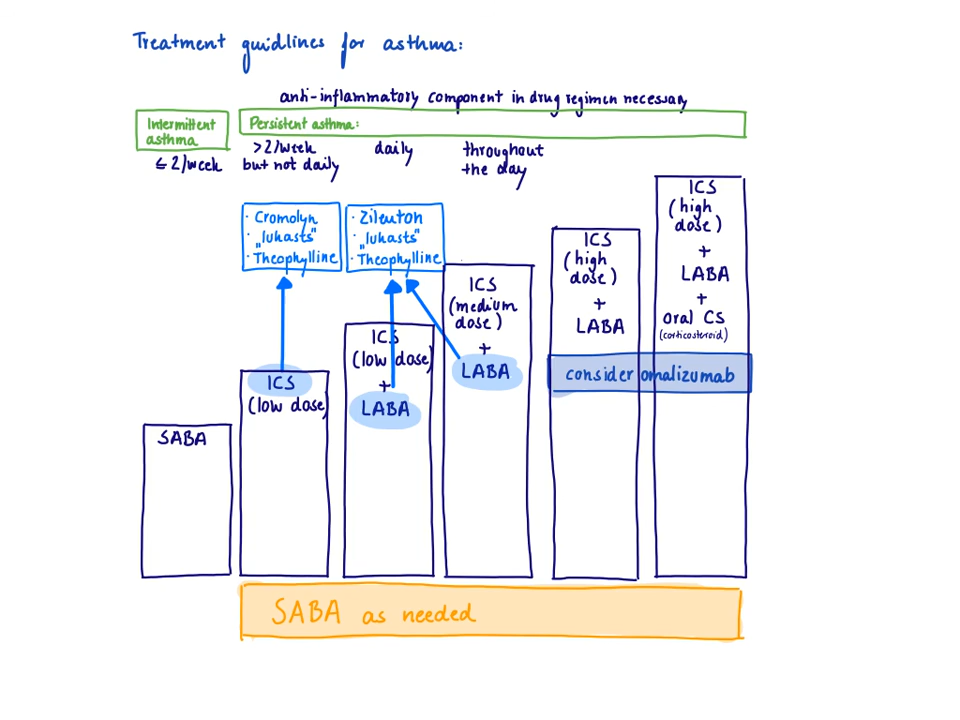 Treatment guidlines for asthma:
anti-inflammatory component in drug regimen necessary
Intermittent
asthma
Persistent asthma:
≤ 2/week
>2/week
but not daily
daily
throughout
the day
· Cromolyn
· „lukasts"
· Theophylline
· Zileuton
· „lukasts"
· Theophylline
SABA
ICS
(low dose)
ICS
(low dose)
+
LABA
ICS
(medium
dose)
+
LABA
ICS
(high
dose)
+
LABA
ICS
(high
dose)
+
LABA
+
oral CS
(corticosteroid)
consider omalizumab
SABA as needed